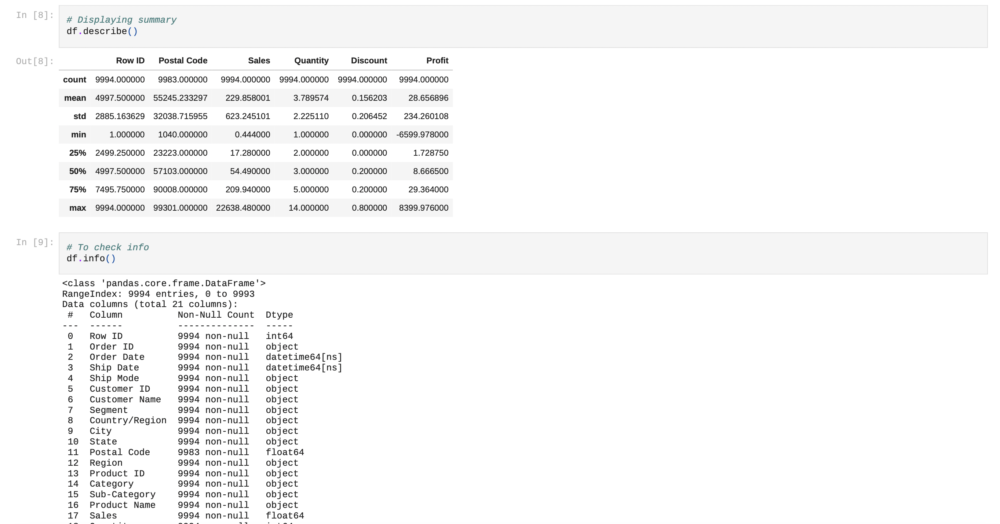 In [8]:
# Displaying summary
df.describe()
Out[8]:
Row ID Postal Code Sales Quantity Discount Profit
count 9994.000000 9983.000000 9994.000000 9994.000000 9994.000000 9994.000000
mean 4997.500000 55245.233297 229.858001 3.789574 0.156203 28.656896
std 2885.163629 32038.715955 623.245101 2.225110 0.206452 234.260108
min 1.000000 1040.000000 0.444000 1.000000 0.000000 -6599.978000
25% 2499.250000 23223.000000 17.280000 2.000000 0.000000 1.728750
50% 4997.500000 57103.000000 54.490000 3.000000 0.200000 8.666500
75% 7495.750000 90008.000000 209.940000 5.000000 0.200000 29.364000
max 9994.000000 99301.000000 22638.480000 14.000000 0.800000 8399.976000
In [9]:
# To check info
df.info()
<class 'pandas.core.frame.DataFrame'>
RangeIndex: 9994 entries, 0 to 9993
Data columns (total 21 columns):
# Column Non-Null Count Dtype
--- ------ -------------- -----
0 Row ID 9994 non-null int64
1 Order ID 9994 non-null object
2 Order Date 9994 non-null datetime64[ns]
3 Ship Date 9994 non-null datetime64[ns]
4 Ship Mode 9994 non-null object
5 Customer ID 9994 non-null object
6 Customer Name 9994 non-null object
7 Segment 9994 non-null object
8 Country/Region 9994 non-null object
9 City 9994 non-null object
10 State 9994 non-null object
11 Postal Code 9983 non-null float64
12 Region 9994 non-null object
13 Product ID 9994 non-null object
14 Category 9994 non-null object
15 Sub-Category 9994 non-null object
16 Product Name 9994 non-null object
17 Sales 9994 non-null float64